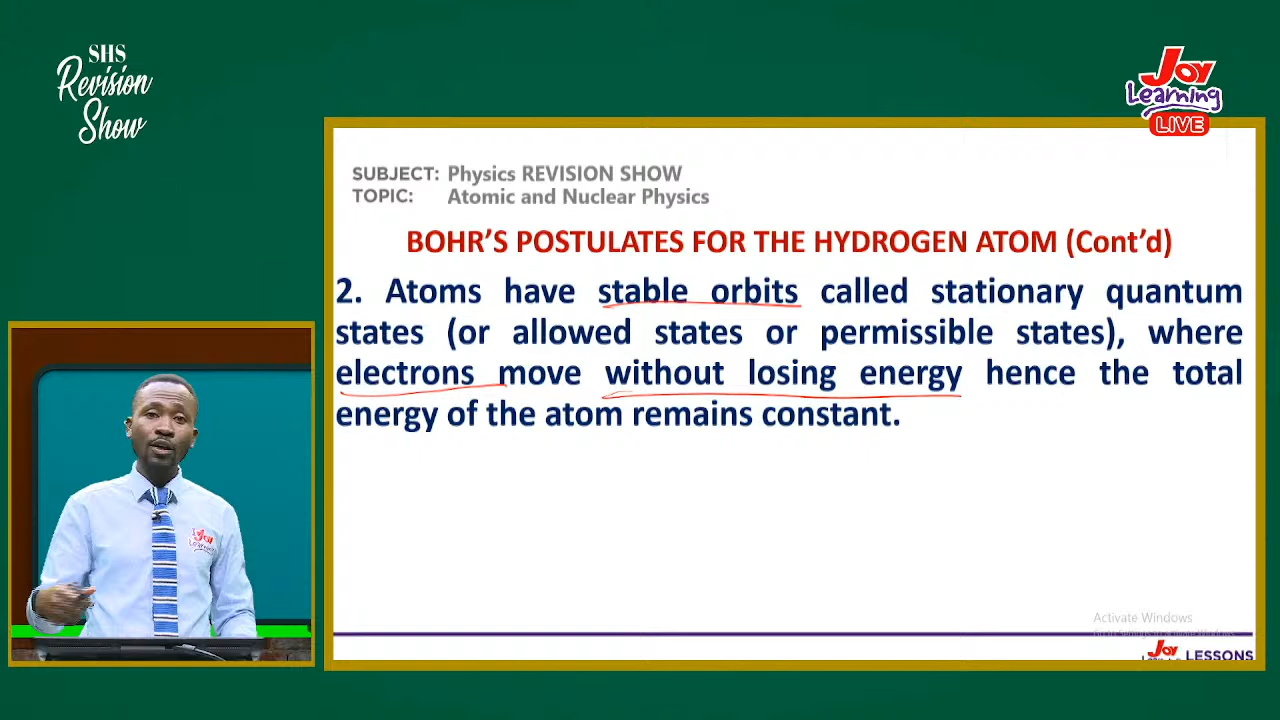 SHS
Revision
Show
Joy
Learning
LIVE
SUBJECT: Physics REVISION SHOW
TOPIC: Atomic and Nuclear Physics
BOHR'S POSTULATES FOR THE HYDROGEN ATOM (Cont'd)
2. Atoms have stable orbits called stationary quantum
states (or allowed states or permissible states), where
electrons move without losing energy hence the total
energy of the atom remains constant.
Joy
Learning
Activate Windows
Joy
LESSONS